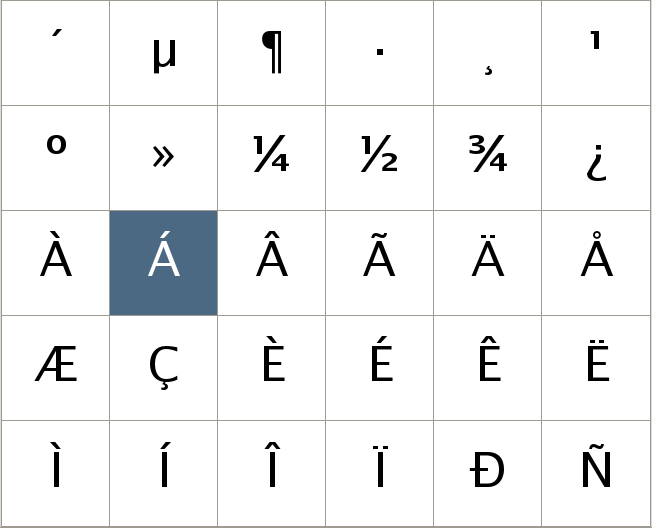 ´ µ ¶ · ¸ ¹
º » ¼ ½ ¾ ¿
À Á Â Ã Ä Å
Æ Ç È É Ê Ë
Ì Í Î Ï Ð Ñ